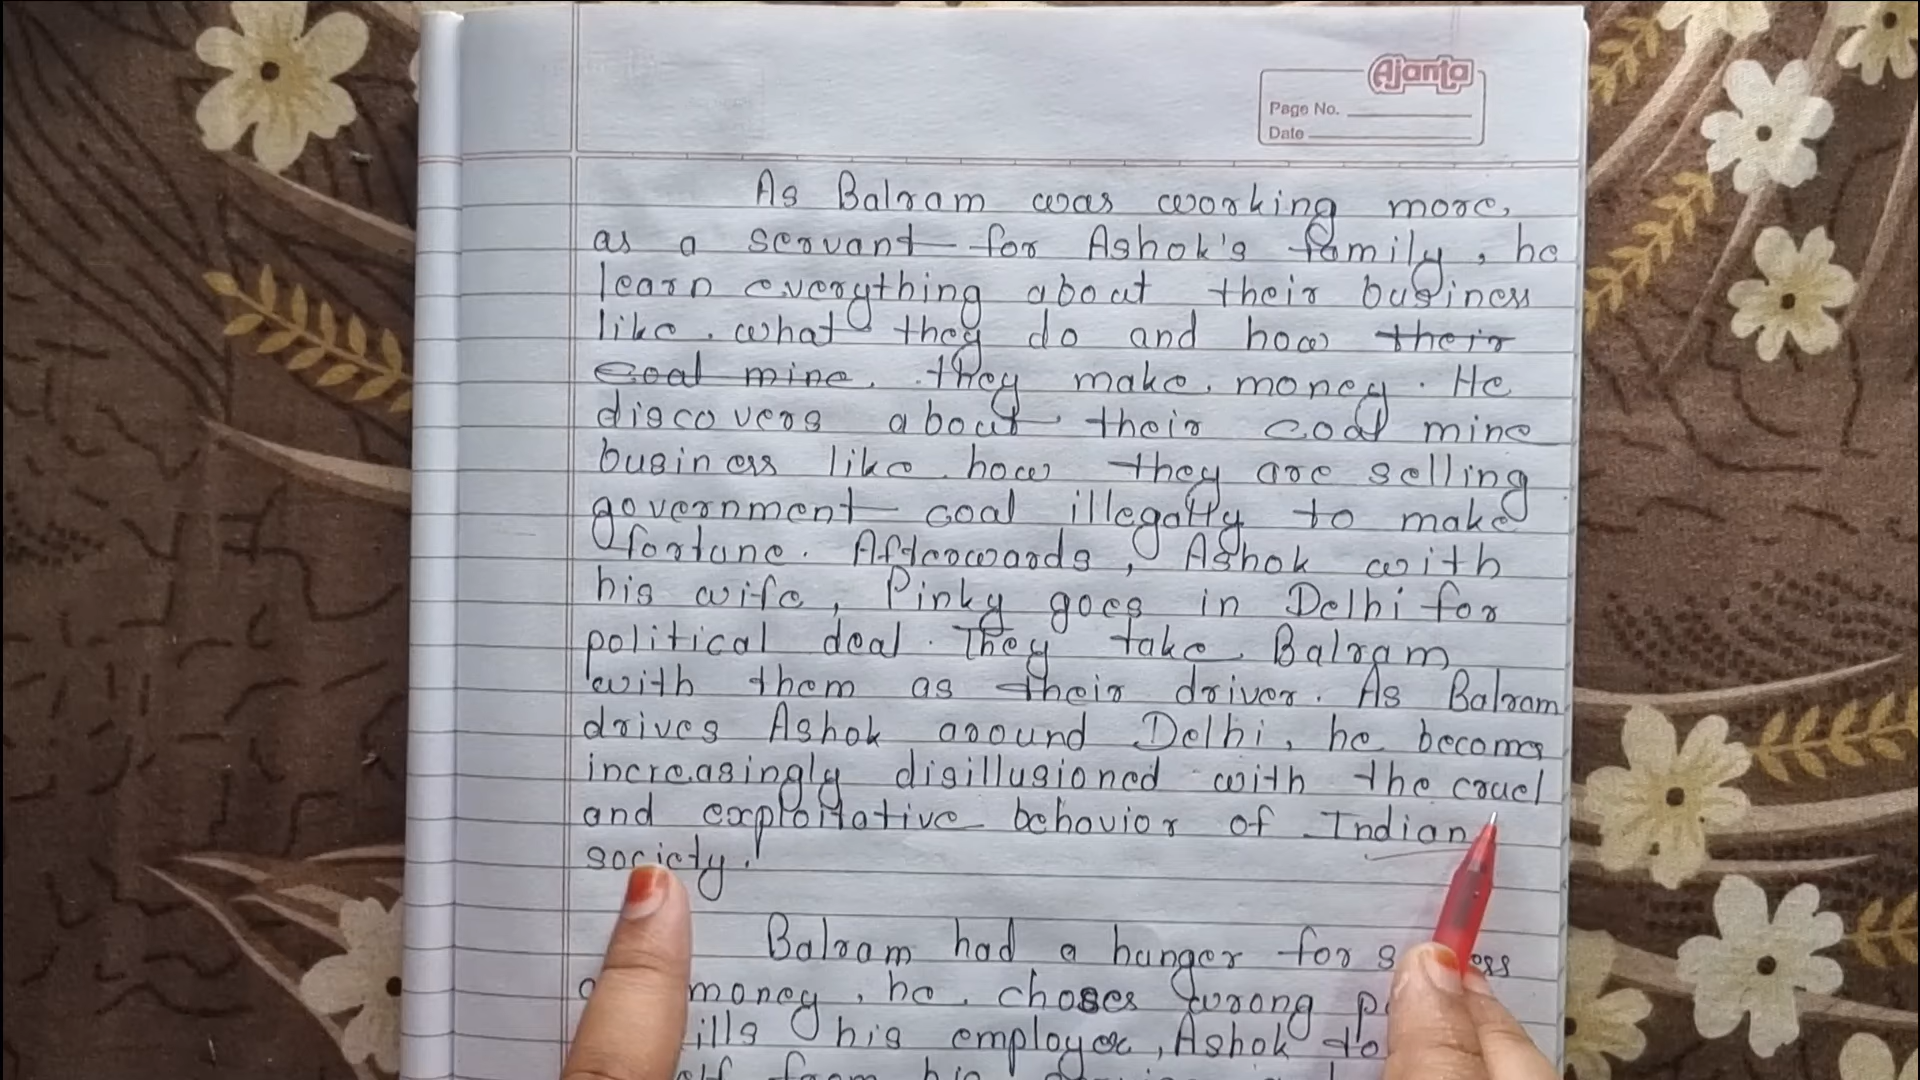 Ajanta
Page No.
Date
As Balram was working more
as a servant for Ashok's family, he
learn everything about their business
like what they do and how their
coal mine they make money. He
discovers about their coal mine
business like how they are selling
government coal illegally to make
fortune. Afterwards, Ashok with
his wife, Pinky goes in Delhi for
political deal. They take Balram
with them as their driver. As Balram
drives Ashok around Delhi, he becomes
increasingly disillusioned with the cruel
and exploitative behavior of Indian
society.
Balram had a hunger for
money, he choses wrong
his employer, Ashok to
from his